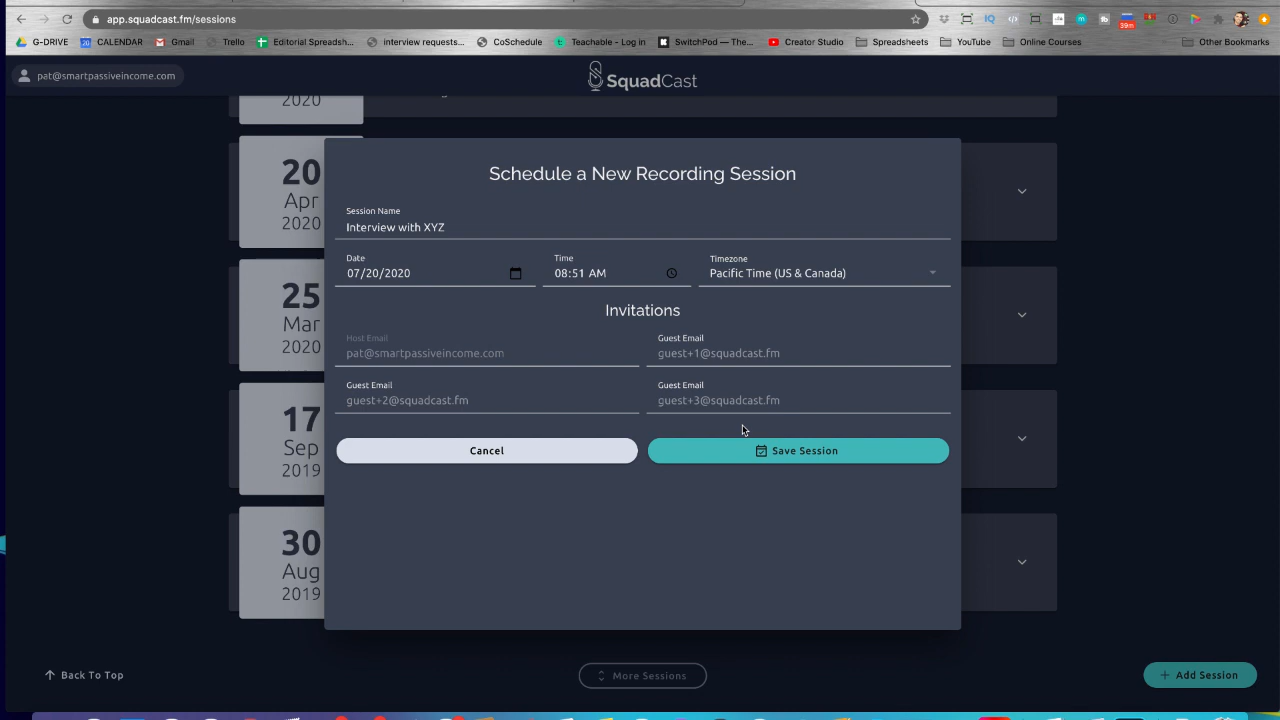 app.squadcast.fm/sessions
39m
G-DRIVE CALENDAR Gmail Trello Editorial Spreadsh... interview requests... CoSchedule Teachable - Log in SwitchPod — The... Creator Studio Spreadsheets YouTube Online Courses Other Bookmarks
pat@smartpassiveincome.com
SquadCast
2020
20
Apr
2020
25
Mar
2020
17
Sep
2019
30
Aug
2019
Schedule a New Recording Session
Session Name
Interview with XYZ
Date Time Timezone
07/20/2020 08:51 AM Pacific Time (US & Canada)
Invitations
Host Email Guest Email
pat@smartpassiveincome.com guest+1@squadcast.fm
Guest Email Guest Email
guest+2@squadcast.fm guest+3@squadcast.fm
Cancel Save Session
Back To Top More Sessions + Add Session